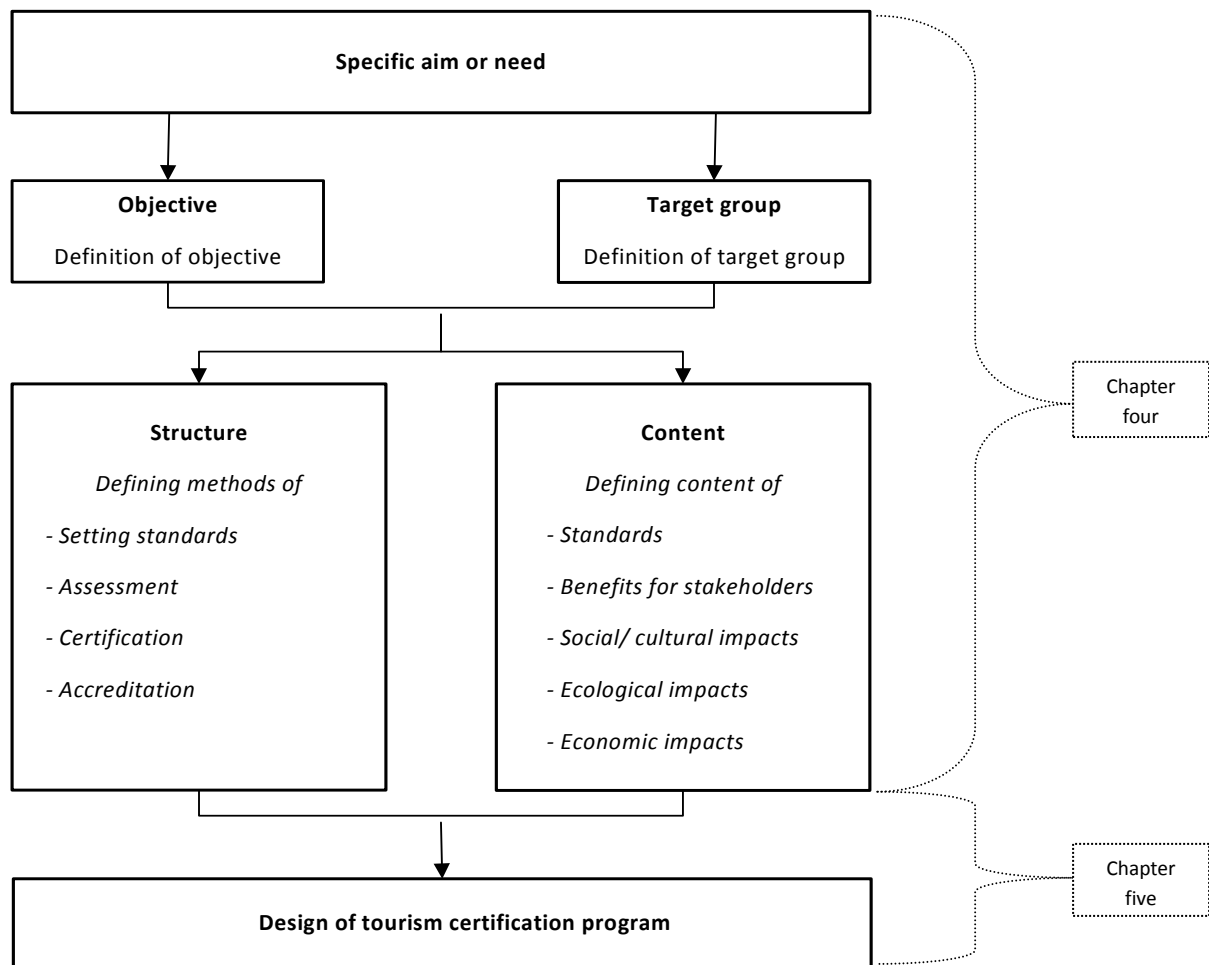 Specific aim or need
Objective
Definition of objective
Target group
Definition of target group
Structure
Defining methods of
- Setting standards
- Assessment
- Certification
- Accreditation
Content
Defining content of
- Standards
- Benefits for stakeholders
- Social/ cultural impacts
- Ecological impacts
- Economic impacts
Chapter
four
Design of tourism certification program
Chapter
five